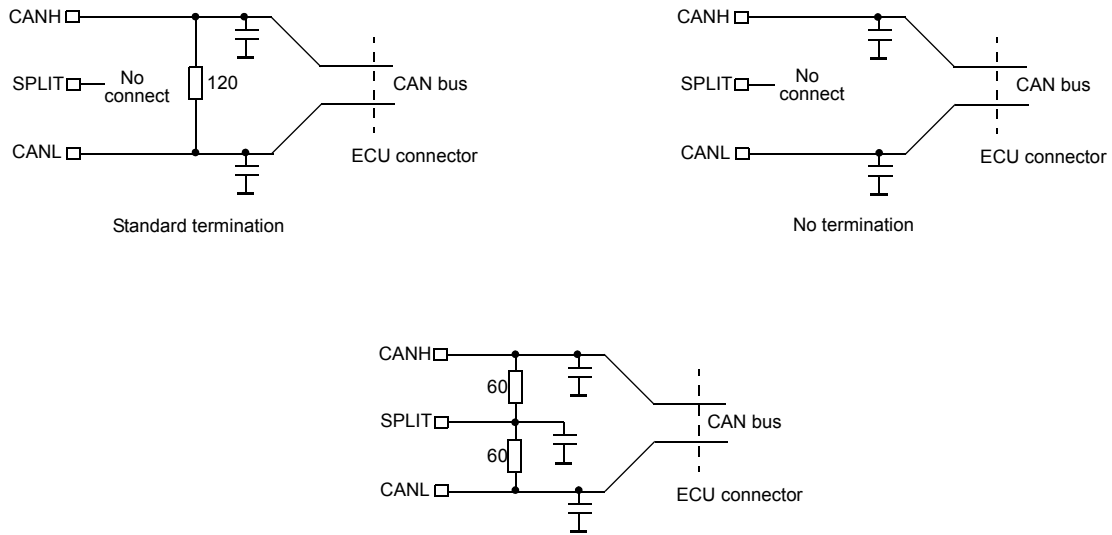 CANH
SPLIT
No
connect
120
CAN bus
CANL
ECU connector
Standard termination
CANH
SPLIT
No
connect
CAN bus
CANL
ECU connector
No termination
CANH
60
SPLIT
CAN bus
60
CANL
ECU connector